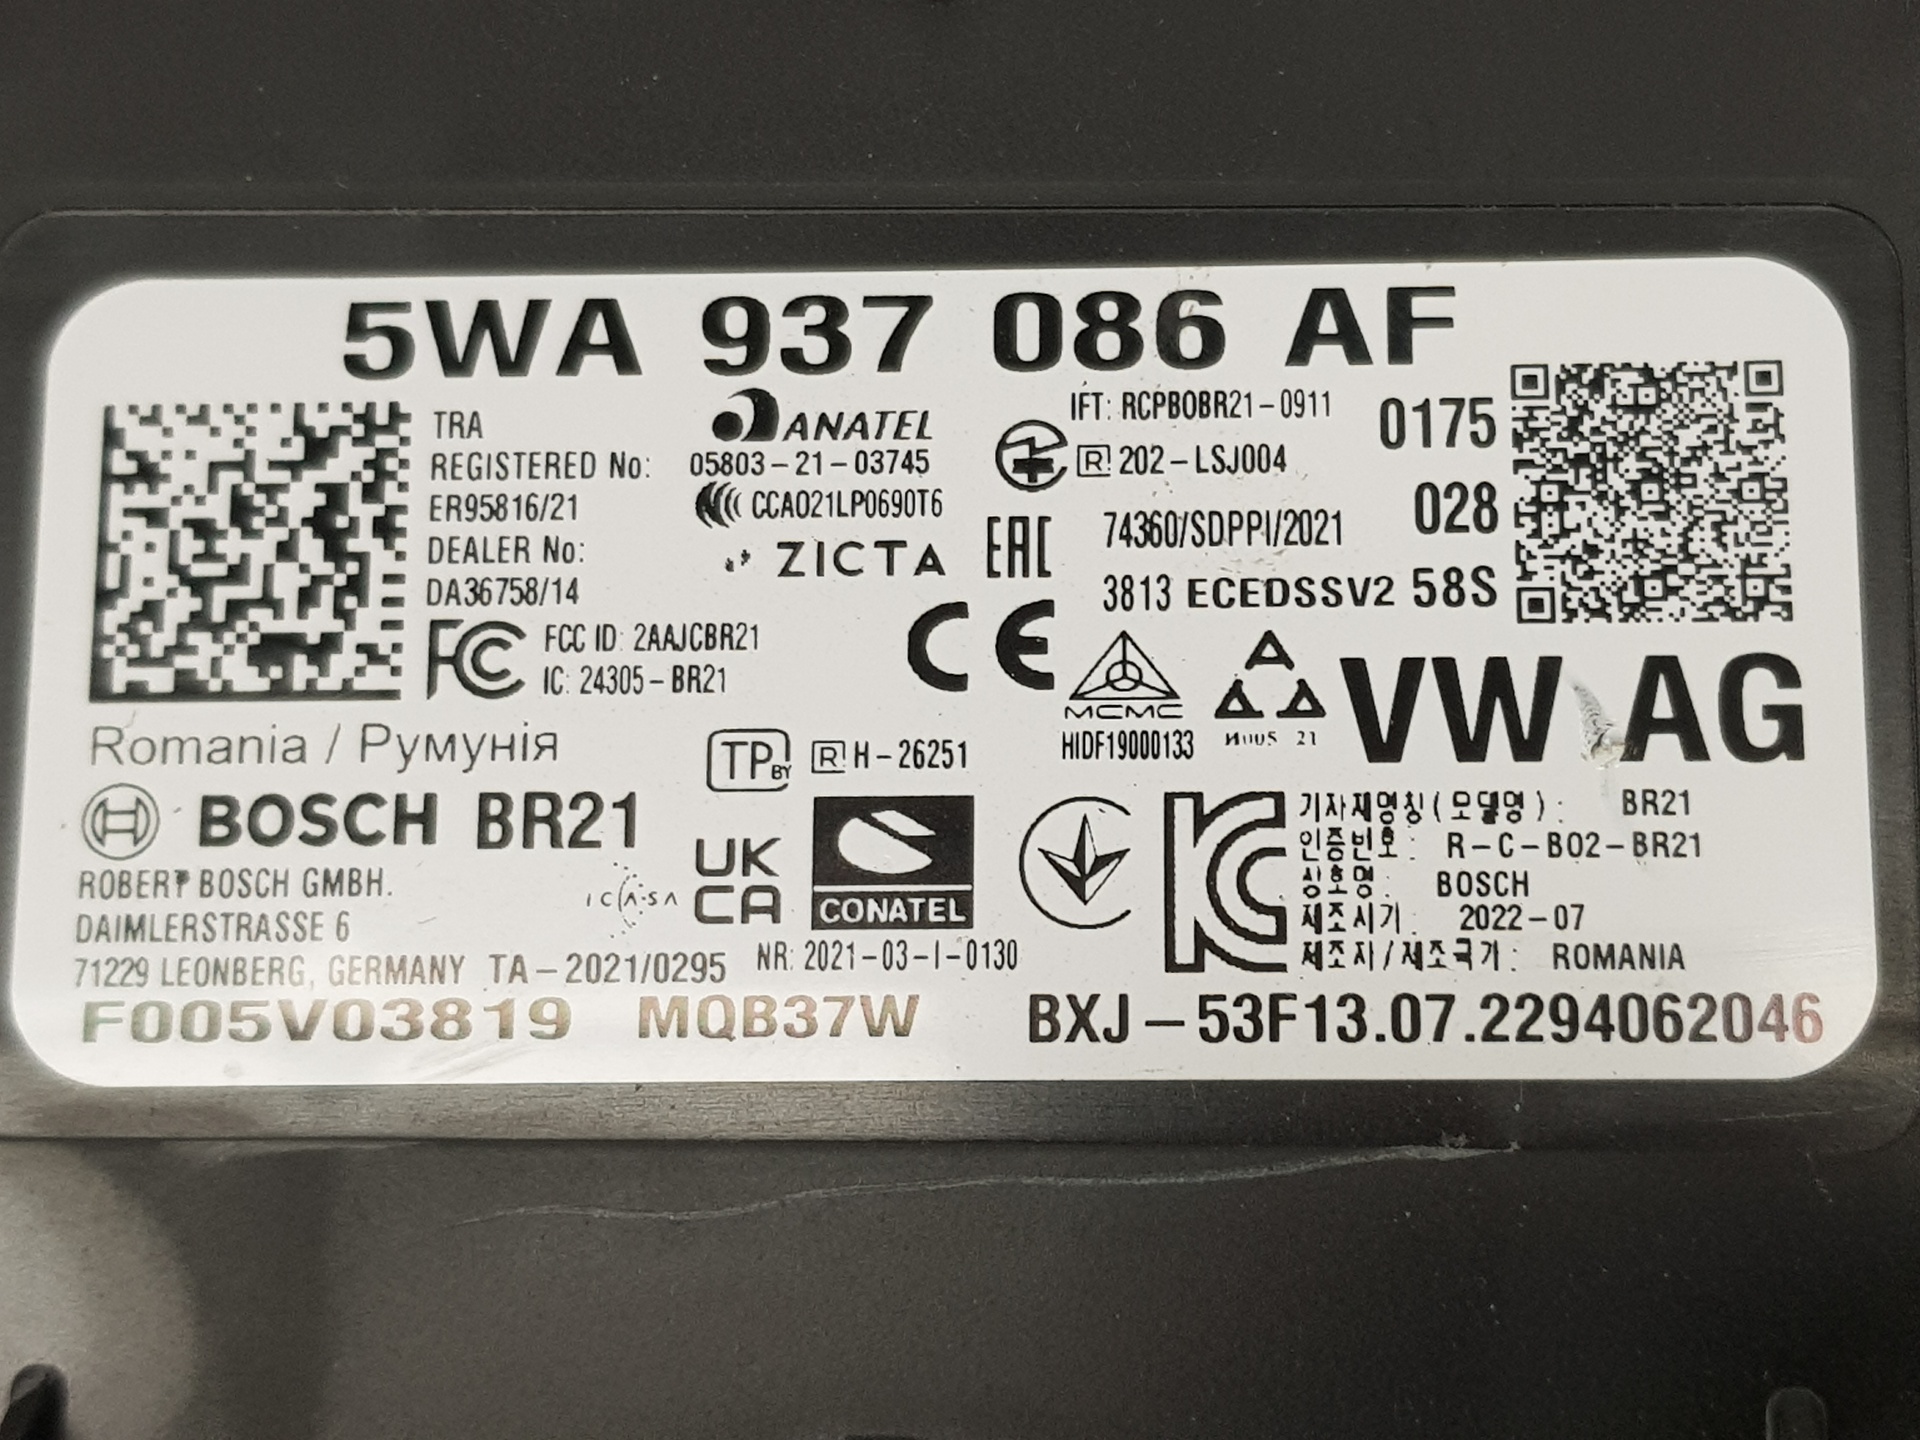 5WA 937 086 AF
TRA
REGISTERED No:
ER95816/21
DEALER No:
DA36758/14
ANATEL
05803-21-03745
CCAO21LP0690T6
ZICTA
IFT: RCPBOBR21-0911
R 202-LSJ004
EAC
74360/SDPPI/2021
3813 ECEDSSV2
0175
028
58S
FC FCC ID: 2AAJCBR21
IC: 24305-BR21
CE
MCMC
HIDF19000133
21
VW AG
Romania / Румунія
TP BY
R H-26251
BOSCH BR21
ROBERT BOSCH GMBH.
DAIMLERSTRASSE 6
71229 LEONBERG, GERMANY
ICASA
TA-2021/0295
UK
CA
CONATEL
NR: 2021-03-I-0130
기자재명칭(모델명): BR21
인증번호: R-C-BO2-BR21
상호명: BOSCH
제조시기: 2022-07
제조자/제조국가: ROMANIA
F005V03819 MQB37W BXJ-53F13.07.2294062046